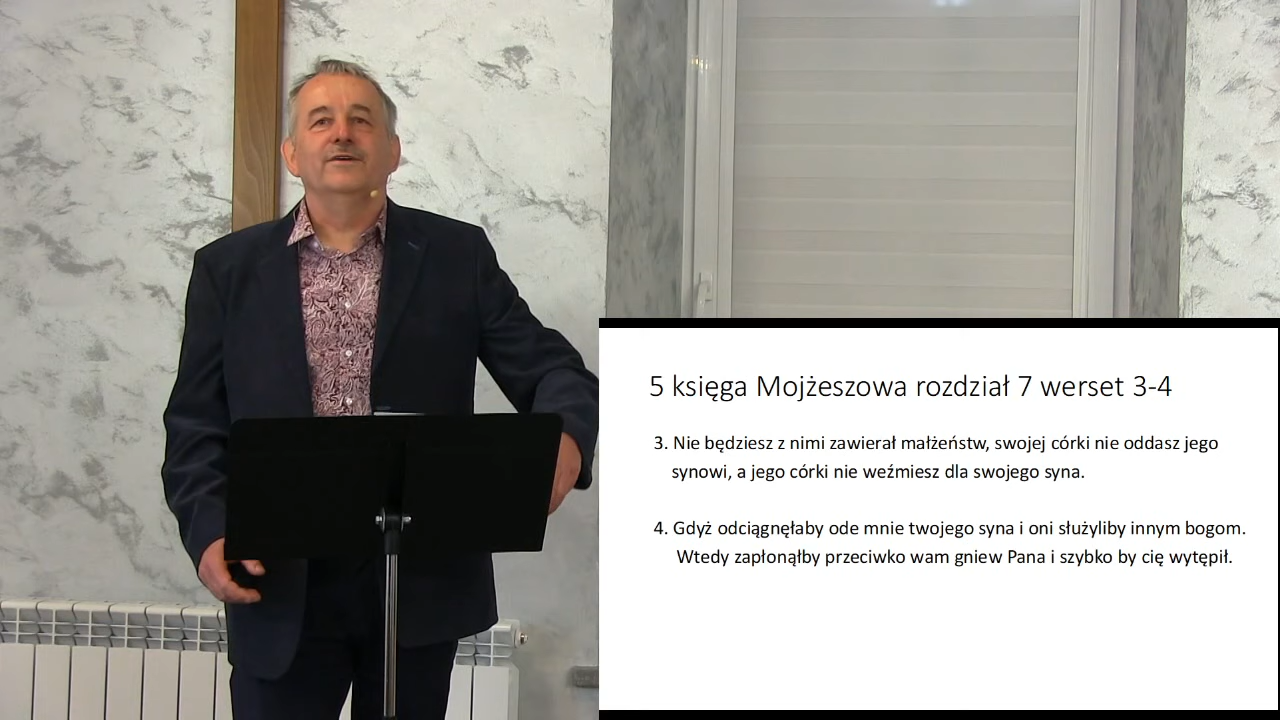 5 księga Mojżeszowa rozdział 7 werset 3-4
3. Nie będziesz z nimi zawierał małżeństw, swojej córki nie oddasz jego
synowi, a jego córki nie weźmiesz dla swojego syna.
4. Gdyż odciągnęłaby ode mnie twojego syna i oni służyliby innym bogom.
Wtedy zapłonąłby przeciwko wam gniew Pana i szybko by cię wytępił.